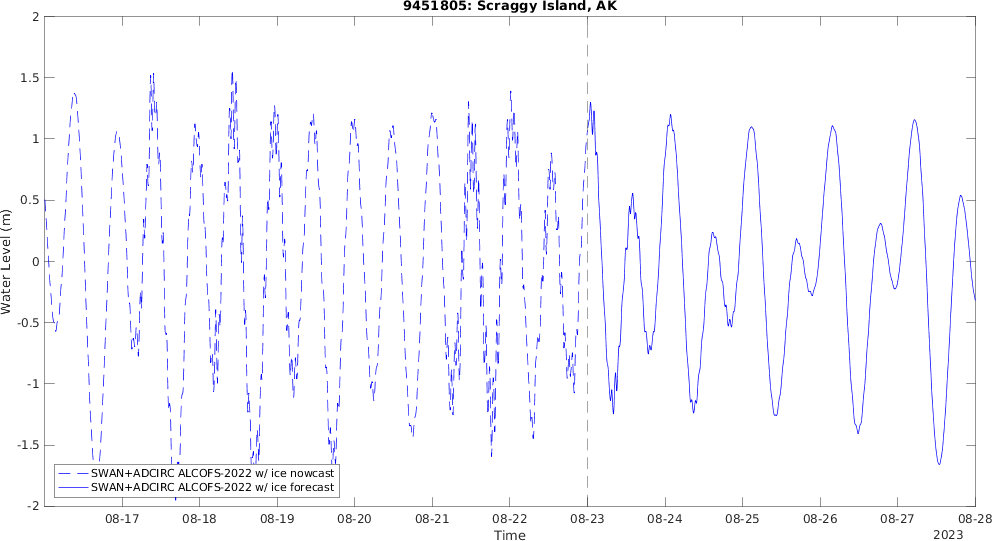 9451805: Scraggy Island, AK
Water Level (m)
2
1.5
1
0.5
0
-0.5
-1
-1.5
-2
SWAN+ADCIRC ALCOFS-2022 w/ ice nowcast
SWAN+ADCIRC ALCOFS-2022 w/ ice forecast
08-17 08-18 08-19 08-20 08-21 08-22 08-23 08-24 08-25 08-26 08-27 08-28
Time
2023